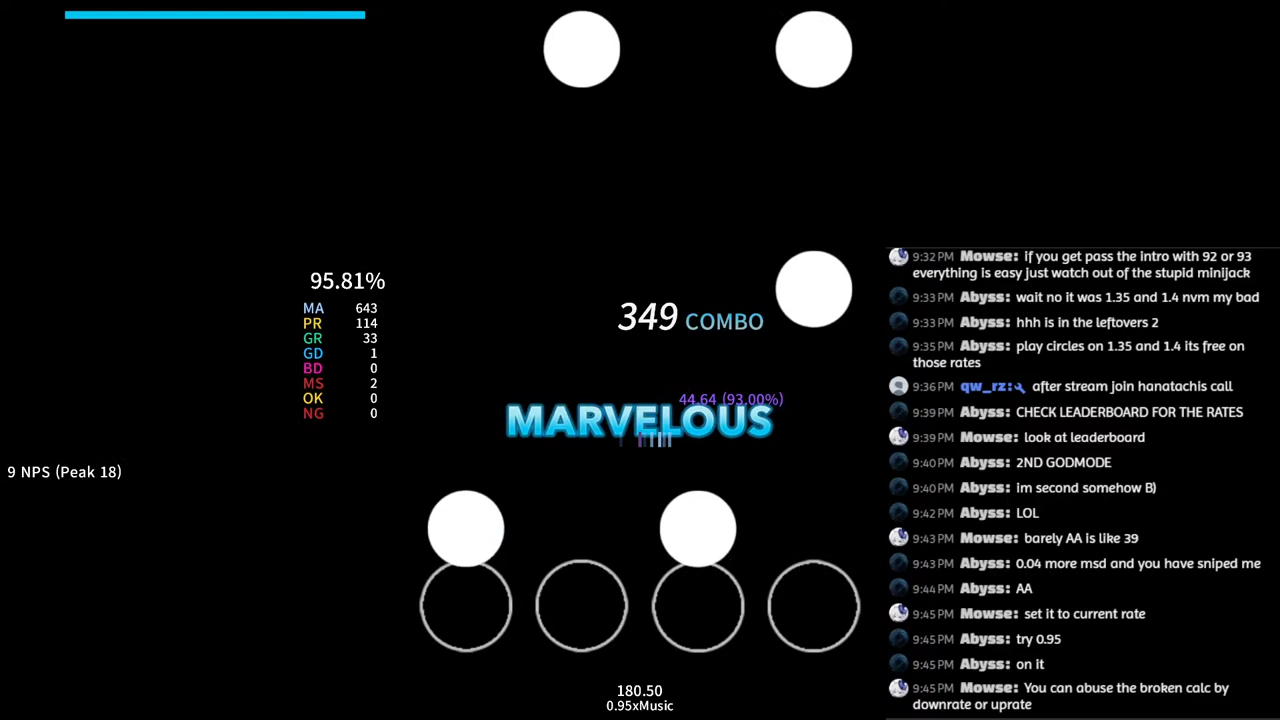 95.81%
MA 643
PR 114
GR 33
GD 1
BD 0
MS 2
OK 0
NG 0
9 NPS (Peak 18)
349 COMBO
44.64 (93.00%)
MARVELOUS
180.50
0.95xMusic
9:32 PM Mowse: if you get pass the intro with 92 or 93
everything is easy just watch out of the stupid minijack
9:33 PM Abyss: wait no it was 1.35 and 1.4 nvm my bad
9:33 PM Abyss: hhh is in the leftovers 2
9:35 PM Abyss: play circles on 1.35 and 1.4 its free on
those rates
9:36 PM qw_rz: after stream join hanatachis call
9:39 PM Abyss: CHECK LEADERBOARD FOR THE RATES
9:39 PM Mowse: look at leaderboard
9:40 PM Abyss: 2ND GODMODE
9:40 PM Abyss: im second somehow B)
9:42 PM Abyss: LOL
9:43 PM Mowse: barely AA is like 39
9:43 PM Abyss: 0.04 more msd and you have sniped me
9:44 PM Abyss: AA
9:45 PM Mowse: set it to current rate
9:45 PM Abyss: try 0.95
9:45 PM Abyss: on it
9:45 PM Mowse: You can abuse the broken calc by
downrate or uprate